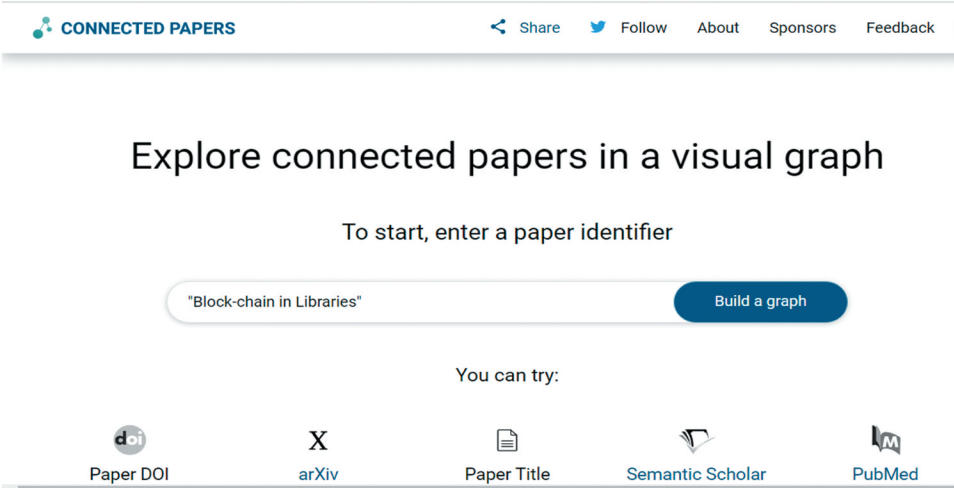 CONNECTED PAPERS Share Follow About Sponsors Feedback
Explore connected papers in a visual graph
To start, enter a paper identifier
"Block-chain in Libraries" Build a graph
You can try:
doi X M
Paper DOI arXiv Paper Title Semantic Scholar PubMed